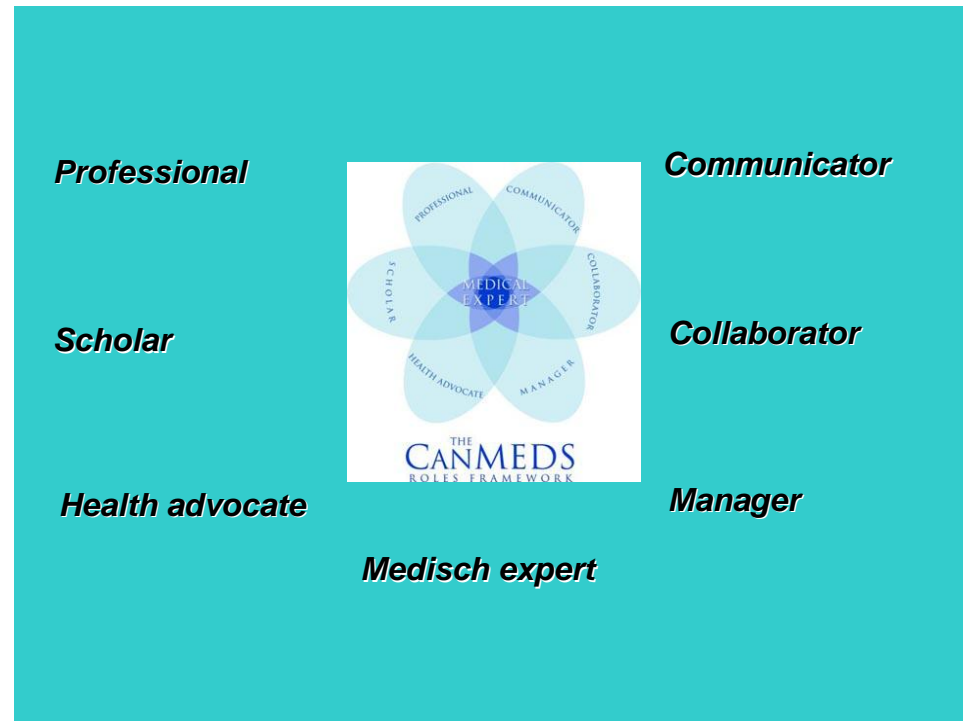 Professional
Communicator
PROFESSIONAL
COMMUNICATOR
SCHOLAR
MEDICAL
EXPERT
COLLABORATOR
HEALTH ADVOCATE
MANAGER
THE
CANMEDS
ROLES FRAMEWORK
Scholar
Collaborator
Health advocate
Manager
Medisch expert